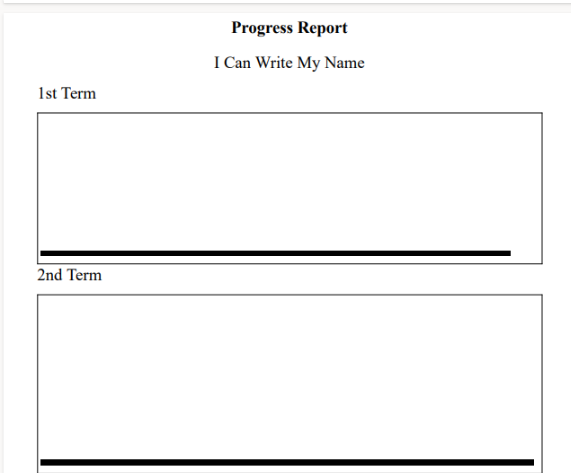 Progress Report
I Can Write My Name
1st Term
2nd Term